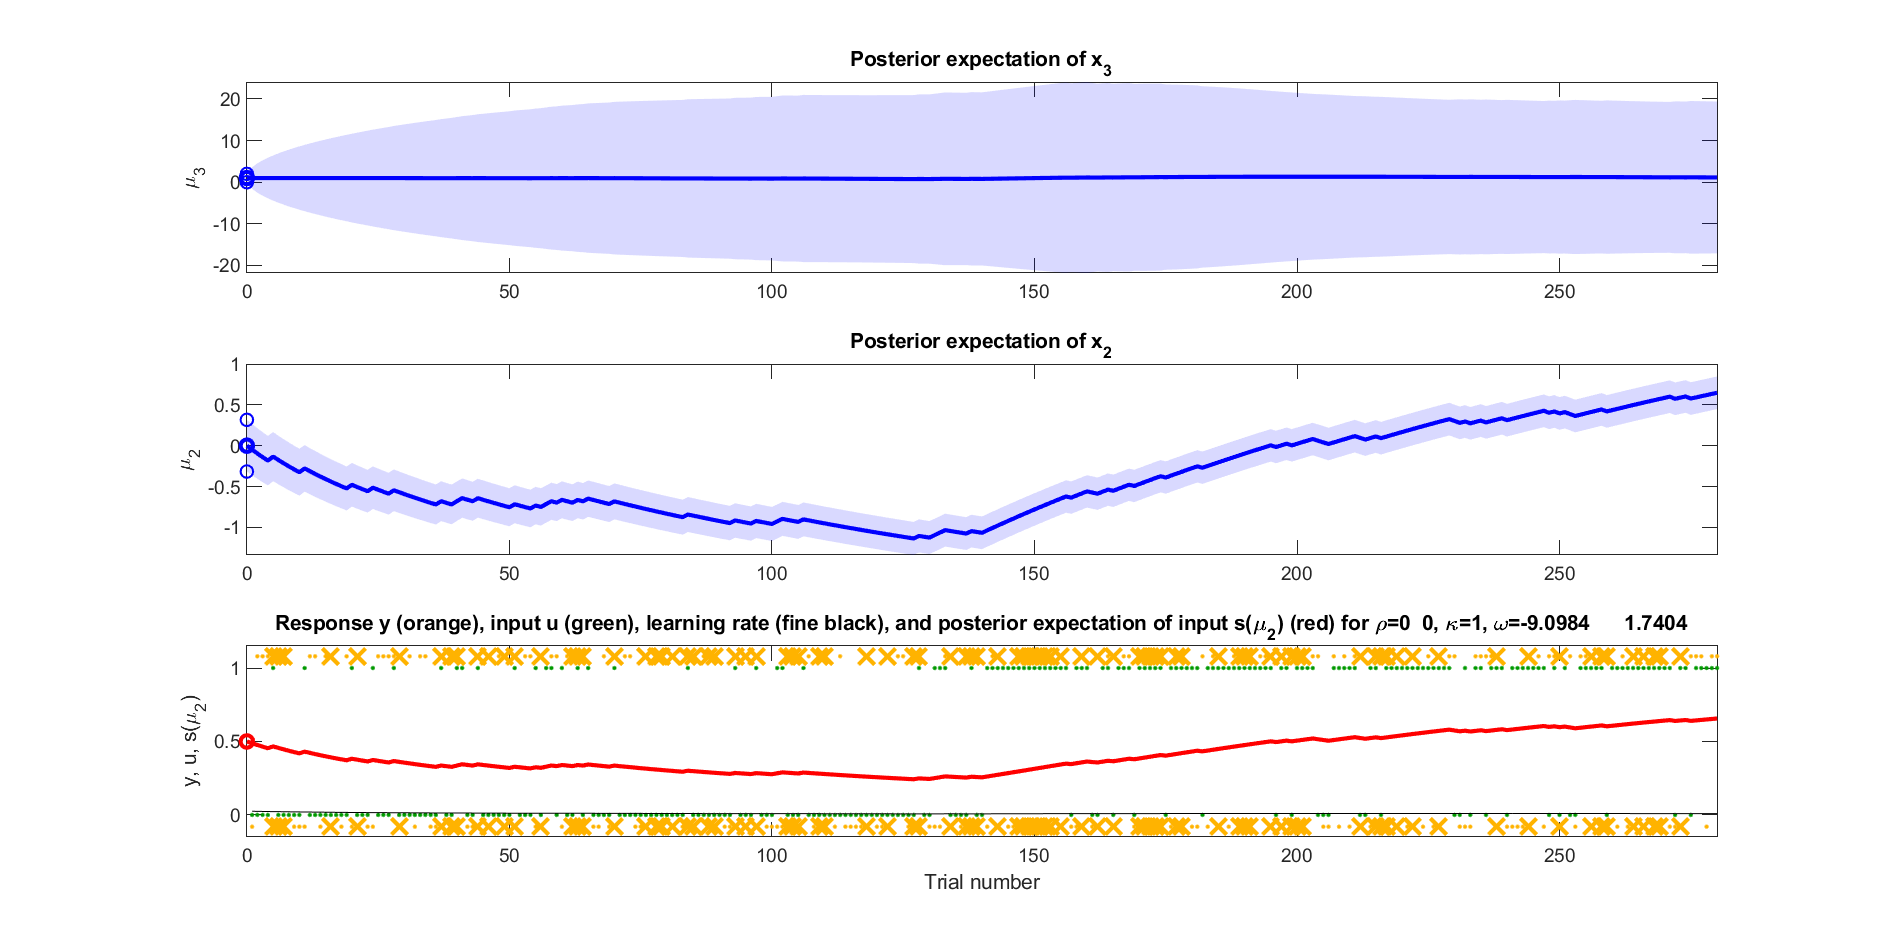 Posterior expectation of x3
μ3
20
10
0
-10
-20
0 50 100 150 200 250
Posterior expectation of x2
μ2
1
0.5
0
-0.5
-1
0 50 100 150 200 250
Response y (orange), input u (green), learning rate (fine black), and posterior expectation of input s(μ2) (red) for ρ=0 0, κ=1, ω=-9.0984 1.7404
y, u, s(μ2)
1
0.5
0
0 50 100 150 200 250
Trial number